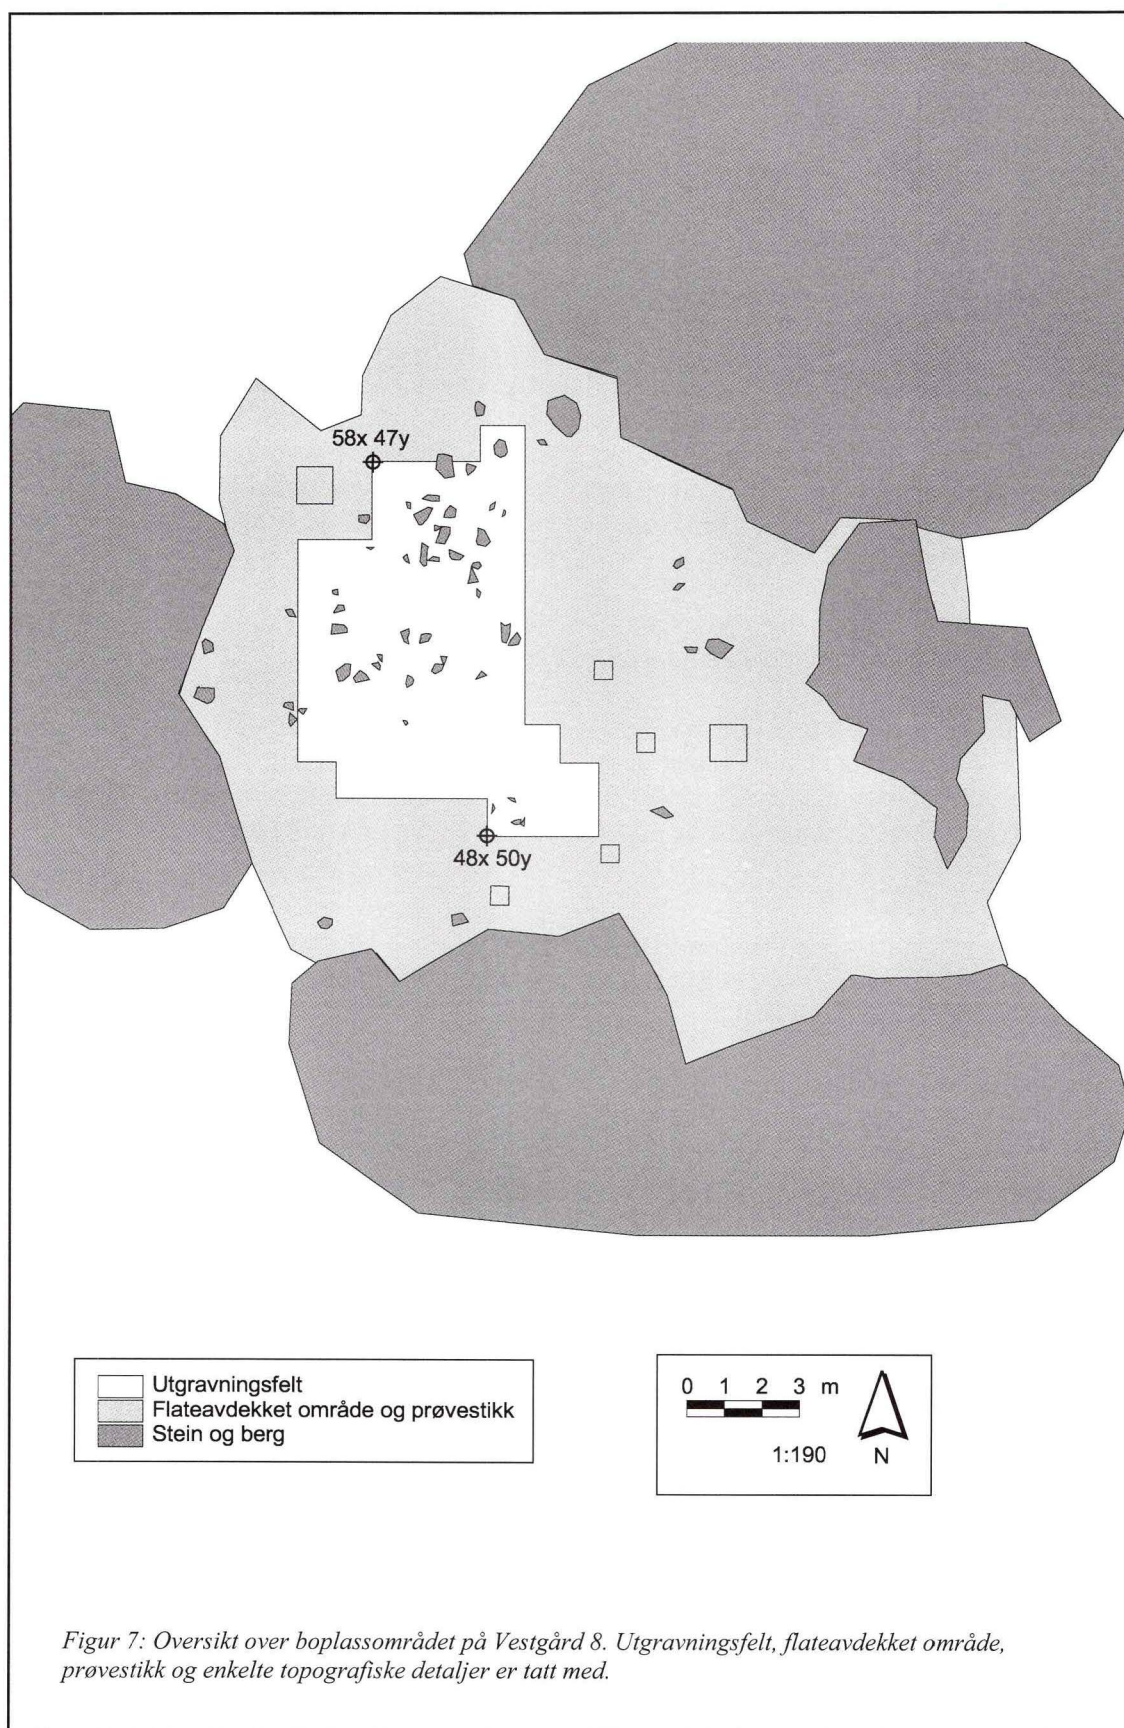 58x 47y
48x 50y
Utgravningsfelt
Flateavdekket område og prøvestikk
Stein og berg
0 1 2 3 m
1:190
N
Figur 7: Oversikt over boplassområdet på Vestgård 8. Utgravningsfelt, flateavdekket område,
prøvestikk og enkelte topografiske detaljer er tatt med.